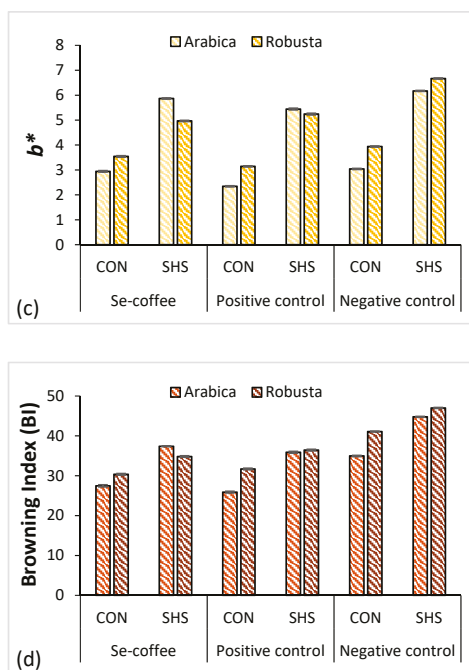 Arabica Robusta
8
7
6
5
4
3
2
1
0
b*
CON SHS CON SHS CON SHS
Se-coffee Positive control Negative control
(c)
Arabica Robusta
50
40
30
20
10
0
Browning Index (BI)
CON SHS CON SHS CON SHS
Se-coffee Positive control Negative control
(d)